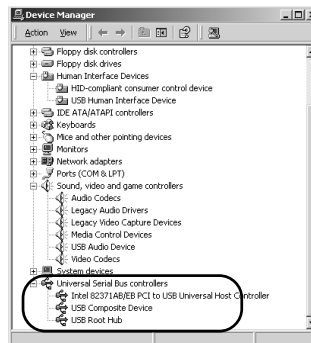 Device Manager
Action View
Floppy disk controllers
Floppy disk drives
Human Interface Devices
HID-compliant consumer control device
USB Human Interface Device
IDE ATA/ATAPI controllers
Keyboards
Mice and other pointing devices
Monitors
Network adapters
Ports (COM & LPT)
Sound, video and game controllers
Audio Codecs
Legacy Audio Drivers
Legacy Video Capture Devices
Media Control Devices
USB Audio Device
Video Codecs
System devices
Universal Serial Bus controllers
Intel 82371AB/EB PCI to USB Universal Host Controller
USB Composite Device
USB Root Hub